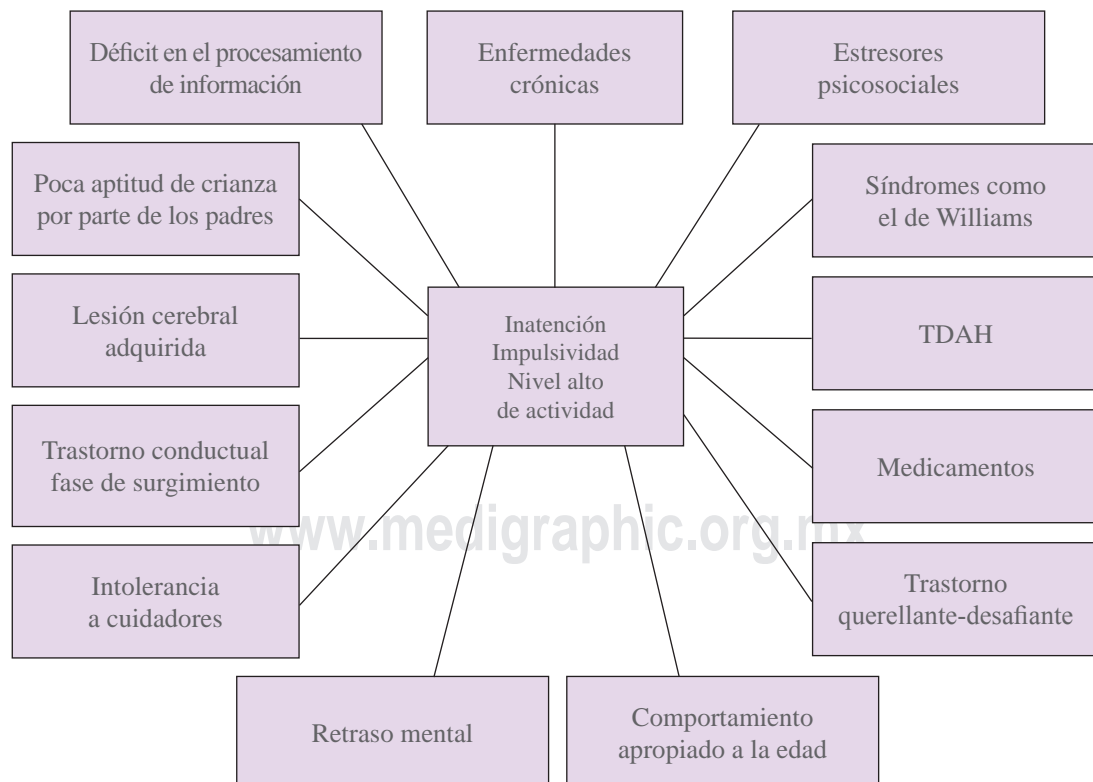 Déficit en el procesamiento
de información
Enfermedades
crónicas
Estresores
psicosociales
Poca aptitud de crianza
por parte de los padres
Síndromes como
el de Williams
Lesión cerebral
adquirida
Inatención
Impulsividad
Nivel alto
de actividad
TDAH
Trastorno conductual
fase de surgimiento
Medicamentos
www.medigraphic.org.mx
Intolerancia
a cuidadores
Trastorno
querellante-desafiante
Retraso mental
Comportamiento
apropiado a la edad